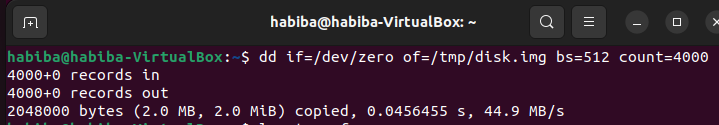 habiba@habiba-VirtualBox: ~
habiba@habiba-VirtualBox:~$ dd if=/dev/zero of=/tmp/disk.img bs=512 count=4000
4000+0 records in
4000+0 records out
2048000 bytes (2.0 MB, 2.0 MiB) copied, 0.0456455 s, 44.9 MB/s